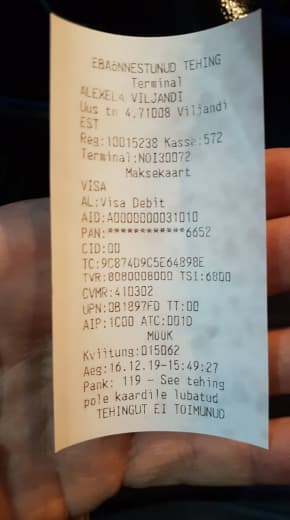 EBAÕNNESTUNUD TEHING
Terminal
ALEXELA VILJANDI
Uus tn 4,71008 Viljandi
EST
Reg:10015238 Kasse:572
Terminal:NOI30072
Maksekaart
VISA
AL:Visa Debit
AID:A0000000031010
PAN:************6652
CID:00
TC:9C874D9C5E64898E
TVR:8080008000 TSI:6800
CVMR:410302
UPN:0B1897FD TT:00
AIP:1C00 ATC:001D
MÜÜK
Kviitung:015062
Aeg:16.12.19-15:49:27
Pank: 119 - See tehing
pole kaardile lubatud
TEHINGUT EI TOIMUNUD